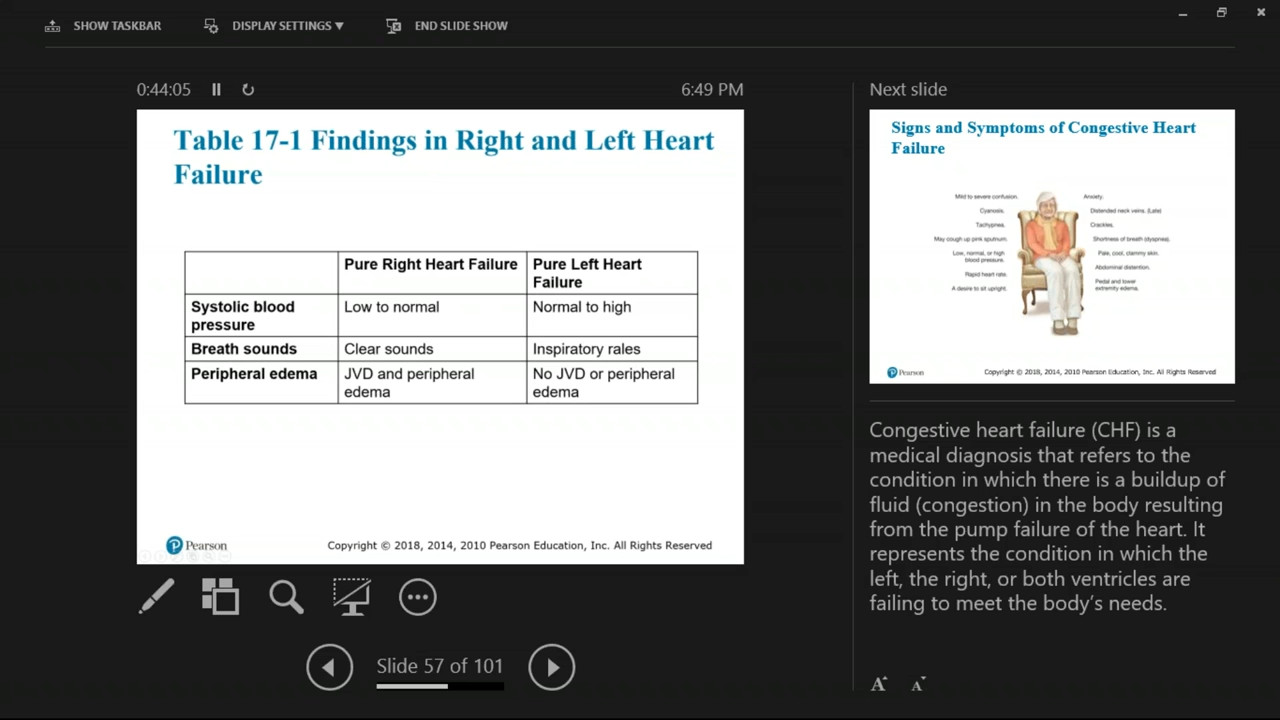 SHOW TASKBAR
DISPLAY SETTINGS ▼
END SLIDE SHOW
0:44:05
6:49 PM
Table 17-1 Findings in Right and Left Heart
Failure
Pure Right Heart Failure
Pure Left Heart
Failure
Systolic blood
pressure
Low to normal
Normal to high
Breath sounds
Clear sounds
Inspiratory rales
Peripheral edema
JVD and peripheral
edema
No JVD or peripheral
edema
Pearson
Copyright © 2018, 2014, 2010 Pearson Education, Inc. All Rights Reserved
Slide 57 of 101
Next slide
Signs and Symptoms of Congestive Heart
Failure
Mild to severe confusion.
Cyanosis.
Tachypnea.
May cough up pink sputum.
Low, normal, or high
blood pressure.
Rapid heart rate.
A desire to sit upright.
Anxiety.
Distended neck veins. (Late)
Crackles.
Shortness of breath (dyspnea).
Pale, cool, clammy skin.
Abdominal distention.
Pedal and lower
extremity edema.
Pearson
Copyright © 2018, 2014, 2010 Pearson Education, Inc. All Rights Reserved
Congestive heart failure (CHF) is a
medical diagnosis that refers to the
condition in which there is a buildup of
fluid (congestion) in the body resulting
from the pump failure of the heart. It
represents the condition in which the
left, the right, or both ventricles are
failing to meet the body's needs.
A A